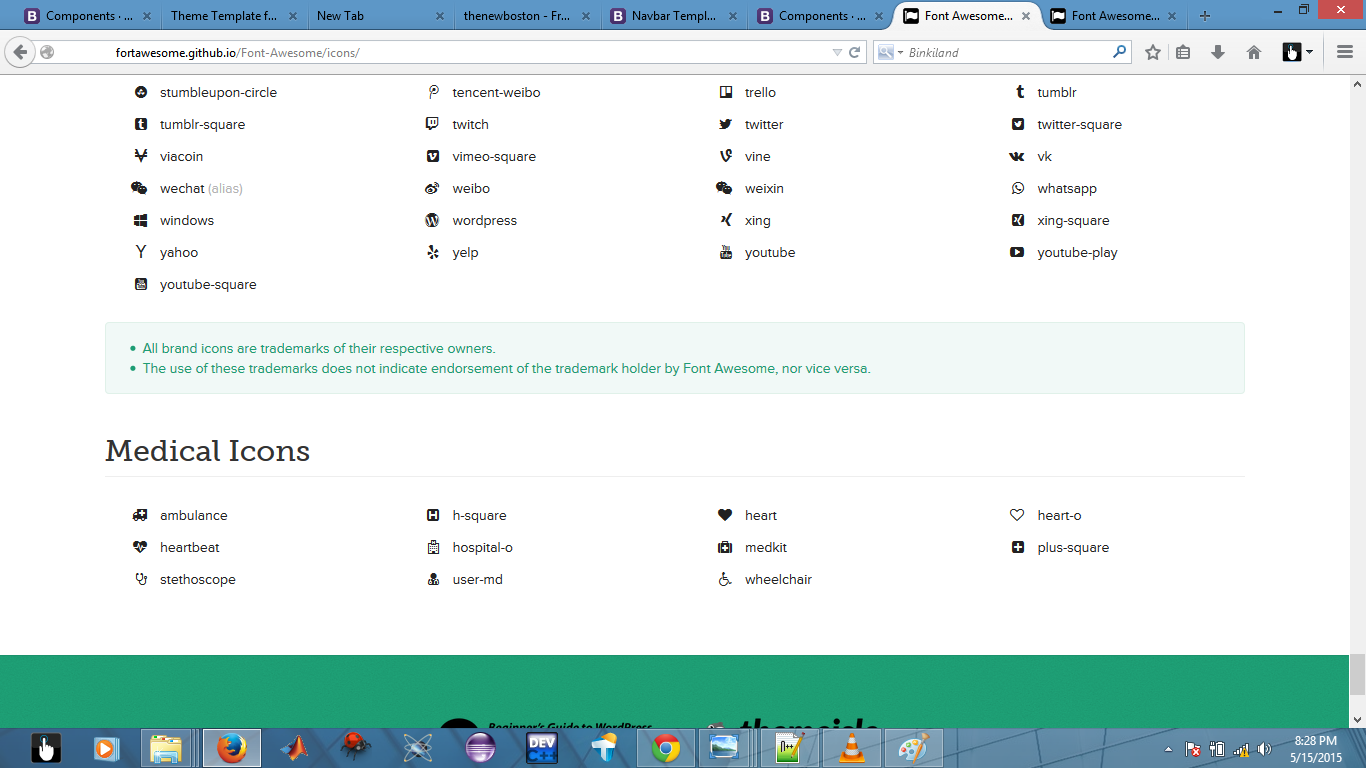 Components · ...
Theme Template f...
New Tab
thenewboston - Fr...
Navbar Templ...
Components · ...
Font Awesome...
Font Awesome...
fortawesome.github.io/Font-Awesome/icons/
Binkiland
stumbleupon-circle
tencent-weibo
trello
tumblr
tumblr-square
twitch
twitter
twitter-square
viacoin
vimeo-square
vine
vk
wechat (alias)
weibo
weixin
whatsapp
windows
wordpress
xing
xing-square
yahoo
yelp
youtube
youtube-play
youtube-square
All brand icons are trademarks of their respective owners.
The use of these trademarks does not indicate endorsement of the trademark holder by Font Awesome, nor vice versa.
Medical Icons
ambulance
h-square
heart
heart-o
heartbeat
hospital-o
medkit
plus-square
stethoscope
user-md
wheelchair
Beginner's Guide to WordPress
themeisle
DEV
C++
8:28 PM
5/15/2015